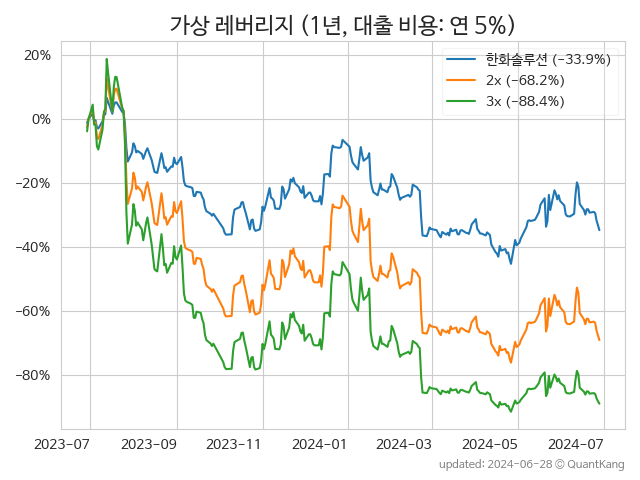 가상 레버리지 (1년, 대출 비용: 연 5%)
한화솔루션 (−33.9%)
2x (−68.2%)
3x (−88.4%)
20%
0%
−20%
−40%
−60%
−80%
2023-07
2023-09
2023-11
2024-01
2024-03
2024-05
2024-07
updated: 2024-06-28 © QuantKang